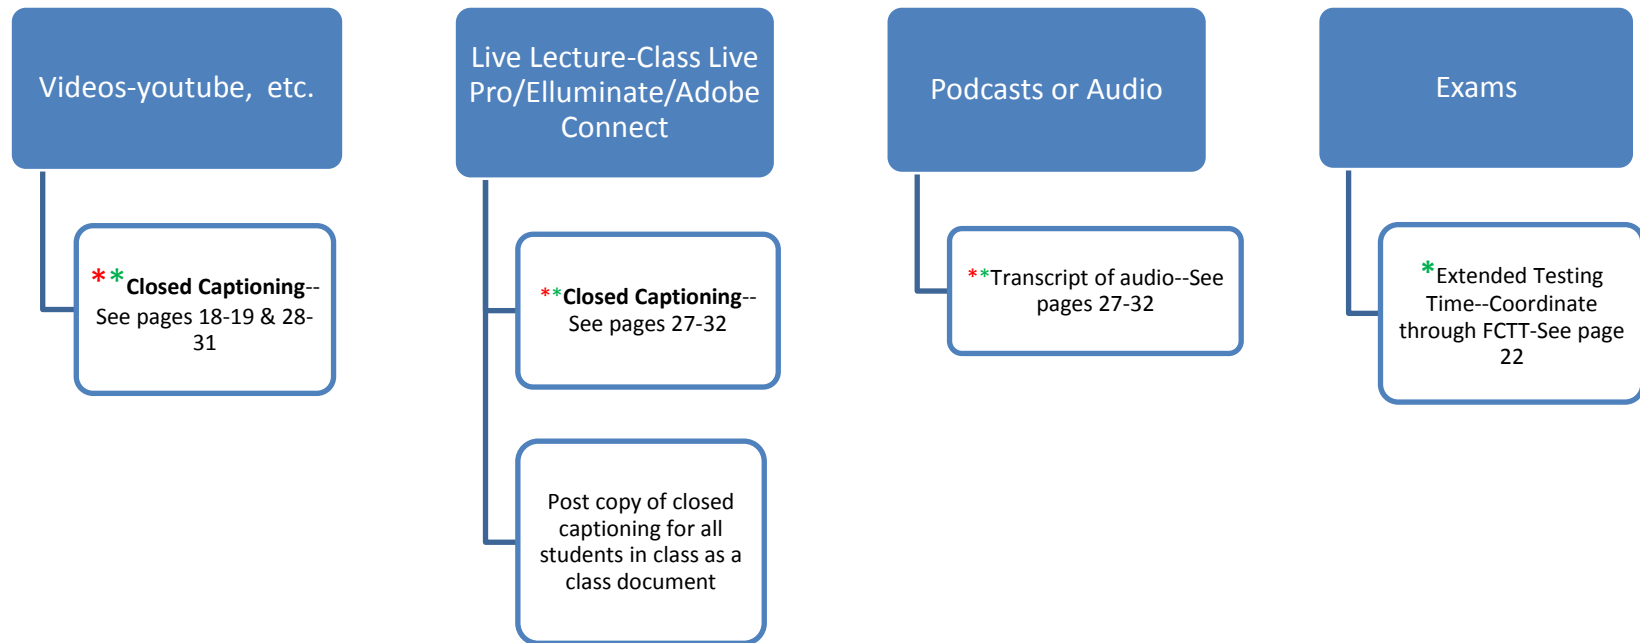 Videos-youtube,  etc.
**Closed Captioning--
See pages 18-19 & 28-
31
Live Lecture-Class Live
Pro/Elluminate/Adobe
Connect
**Closed Captioning--
See pages 27-32
Post copy of closed
captioning for all
students in class as a
class document
Podcasts or Audio
**Transcript of audio--See
pages 27-32
Exams
*Extended Testing
Time--Coordinate
through FCTT-See page
22